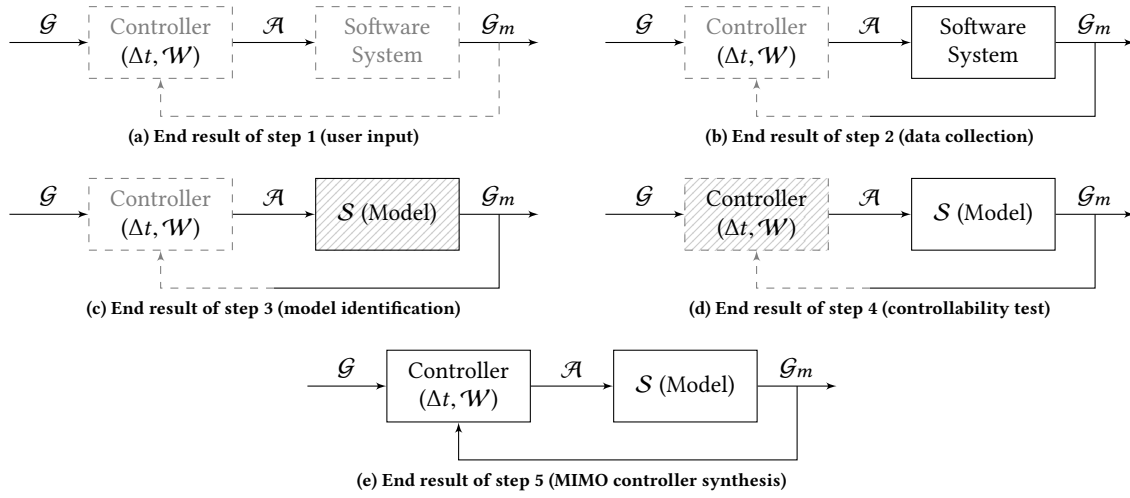 𝒢 Controller 𝒜 Software 𝒢ₘ
(Δt, 𝒲) System
(a) End result of step 1 (user input)
𝒢 Controller 𝒜 Software 𝒢ₘ
(Δt, 𝒲) System
(b) End result of step 2 (data collection)
𝒢 Controller 𝒜 𝒮 (Model) 𝒢ₘ
(Δt, 𝒲)
(c) End result of step 3 (model identification)
𝒢 Controller 𝒜 𝒮 (Model) 𝒢ₘ
(Δt, 𝒲)
(d) End result of step 4 (controllability test)
𝒢 Controller 𝒜 𝒮 (Model) 𝒢ₘ
(Δt, 𝒲)
(e) End result of step 5 (MIMO controller synthesis)